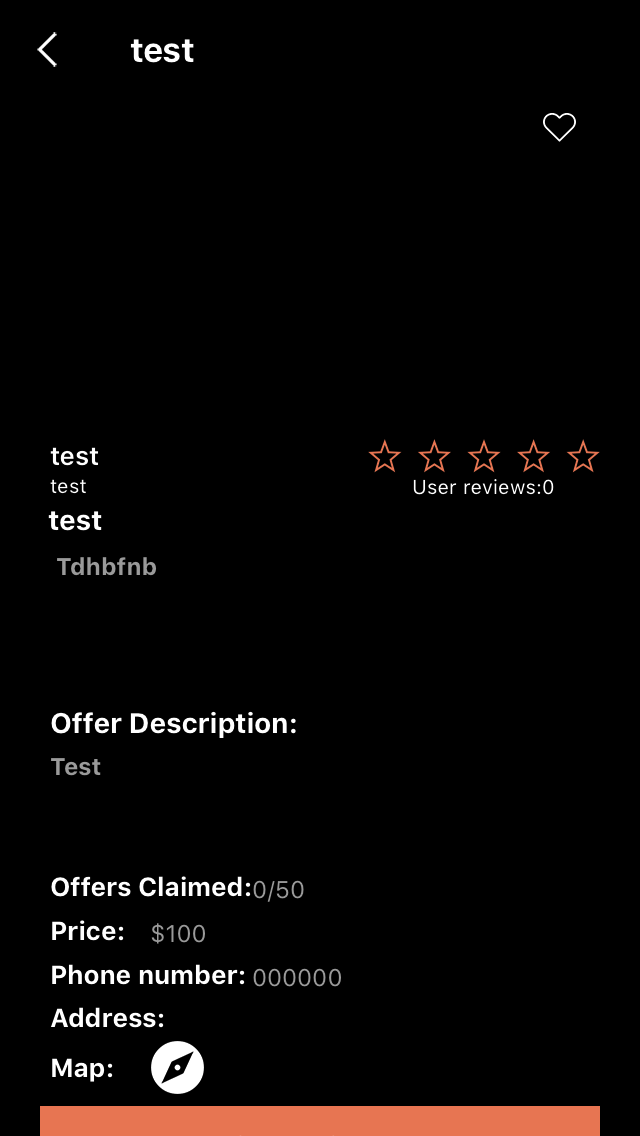 test
test
test
User reviews:0
test
Tdhbfnb
Offer Description:
Test
Offers Claimed:0/50
Price: $100
Phone number: 000000
Address:
Map: